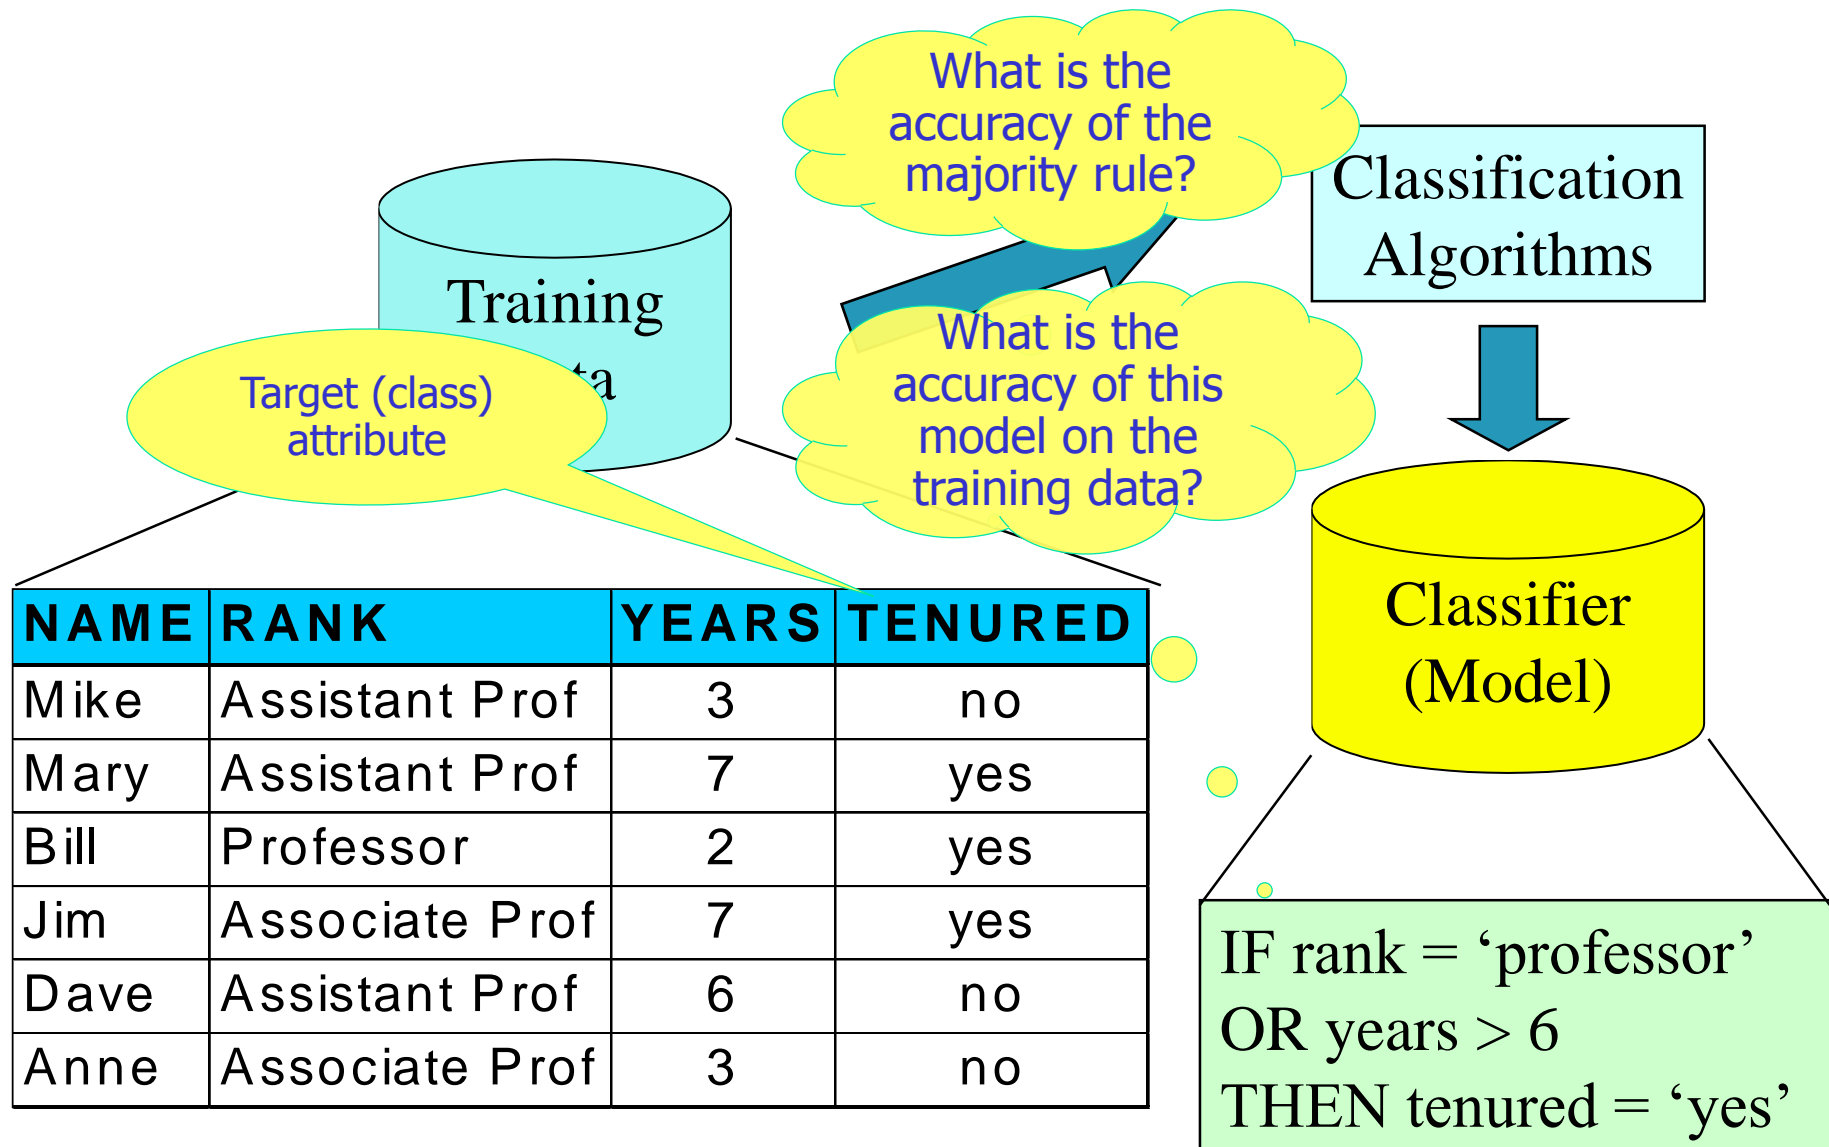 What is the
accuracy of the
majority rule?
Classification
Algorithms
Training
ta
What is the
accuracy of this
model on the
training data?
Target (class)
attribute
Classifier
(Model)
NAME RANK YEARS TENURED
Mike Assistant Prof 3 no
Mary Assistant Prof 7 yes
Bill Professor 2 yes
Jim Associate Prof 7 yes
Dave Assistant Prof 6 no
Anne Associate Prof 3 no
IF rank = ‘professor’
OR years > 6
THEN tenured = ‘yes’